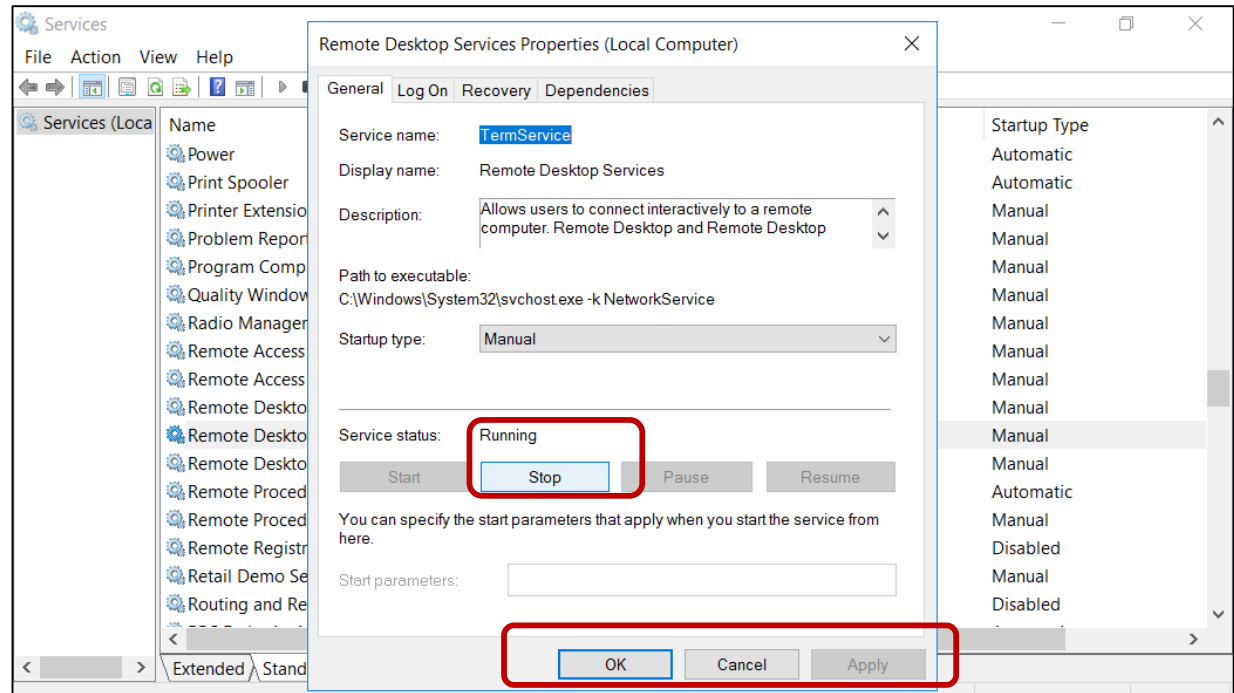 Services
File Action View Help
Services (Loca
Name
Startup Type
Power
Automatic
Print Spooler
Automatic
Printer Extensio
Manual
Problem Report
Manual
Program Comp
Manual
Quality Window
Manual
Radio Manager
Manual
Remote Access
Manual
Remote Access
Manual
Remote Deskto
Manual
Remote Deskto
Manual
Remote Deskto
Manual
Remote Proced
Automatic
Remote Proced
Manual
Remote Registr
Disabled
Retail Demo Se
Manual
Routing and Re
Disabled
Extended Stand
Remote Desktop Services Properties (Local Computer)
General Log On Recovery Dependencies
Service name: TermService
Display name: Remote Desktop Services
Description: Allows users to connect interactively to a remote
computer. Remote Desktop and Remote Desktop
Path to executable:
C:\Windows\System32\svchost.exe -k NetworkService
Startup type: Manual
Service status: Running
Start Stop Pause Resume
You can specify the start parameters that apply when you start the service from
here.
Start parameters:
OK Cancel Apply